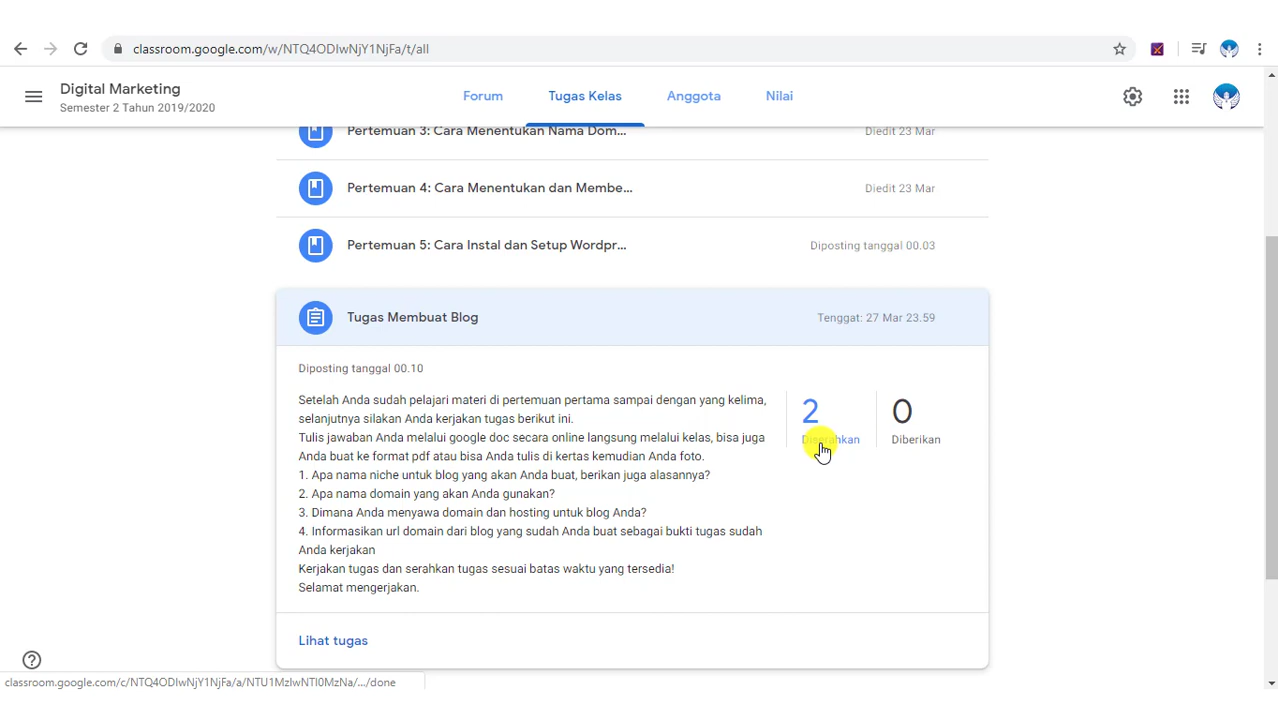 classroom.google.com/w/NTQ4ODIwNjY1NjFa/t/all
Digital Marketing
Semester 2 Tahun 2019/2020
Forum
Tugas Kelas
Anggota
Nilai
Pertemuan 3: Cara Menentukan Nama Dom...
Diedit 23 Mar
Pertemuan 4: Cara Menentukan dan Membe...
Diedit 23 Mar
Pertemuan 5: Cara Instal dan Setup Wordpr...
Diposting tanggal 00.03
Tugas Membuat Blog
Tenggat: 27 Mar 23.59
Diposting tanggal 00.10
Setelah Anda sudah pelajari materi di pertemuan pertama sampai dengan yang kelima,
selanjutnya silakan Anda kerjakan tugas berikut ini.
Tulis jawaban Anda melalui google doc secara online langsung melalui kelas, bisa juga
Anda buat ke format pdf atau bisa Anda tulis di kertas kemudian Anda foto.
1. Apa nama niche untuk blog yang akan Anda buat, berikan juga alasannya?
2. Apa nama domain yang akan Anda gunakan?
3. Dimana Anda menyawa domain dan hosting untuk blog Anda?
4. Informasikan url domain dari blog yang sudah Anda buat sebagai bukti tugas sudah
Anda kerjakan
Kerjakan tugas dan serahkan tugas sesuai batas waktu yang tersedia!
Selamat mengerjakan.
2
Diserahkan
0
Diberikan
Lihat tugas
classroom.google.com/c/NTQ4ODIwNjY1NjFa/a/NTU1MzIwNTI0MzNa/.../done